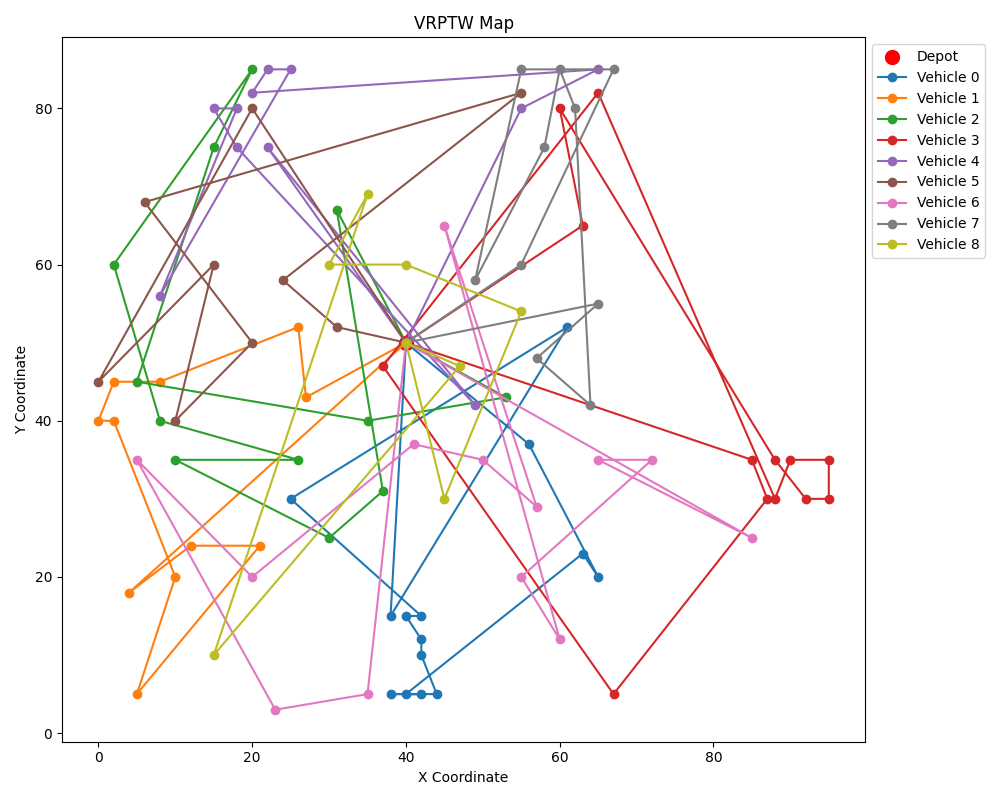 VRPTW Map
Depot
Vehicle 0
Vehicle 1
Vehicle 2
Vehicle 3
Vehicle 4
Vehicle 5
Vehicle 6
Vehicle 7
Vehicle 8
Y Coordinate
80
60
40
20
0
0 20 40 60 80
X Coordinate